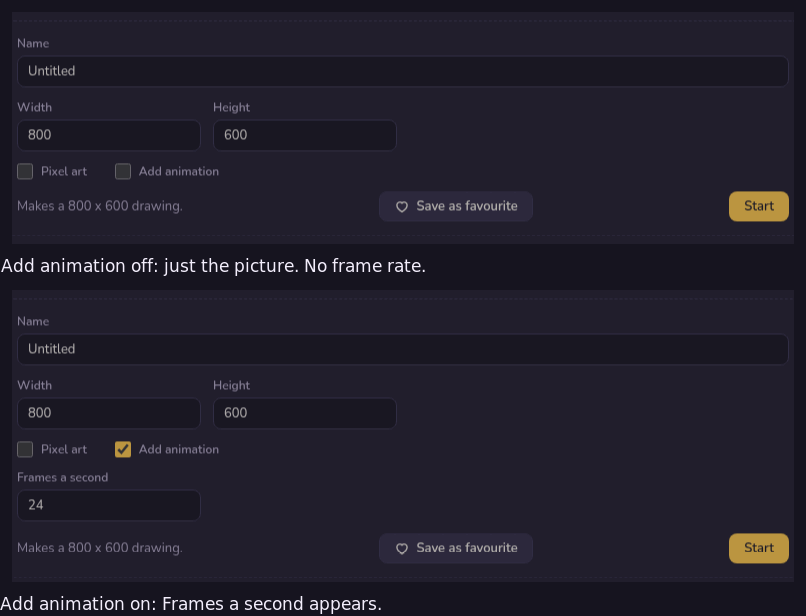 Name
Untitled
Width Height
800 600
Pixel art Add animation
Makes a 800 x 600 drawing. Save as favourite Start
Add animation off: just the picture. No frame rate.
Name
Untitled
Width Height
800 600
Pixel art Add animation
Frames a second
24
Makes a 800 x 600 drawing. Save as favourite Start
Add animation on: Frames a second appears.